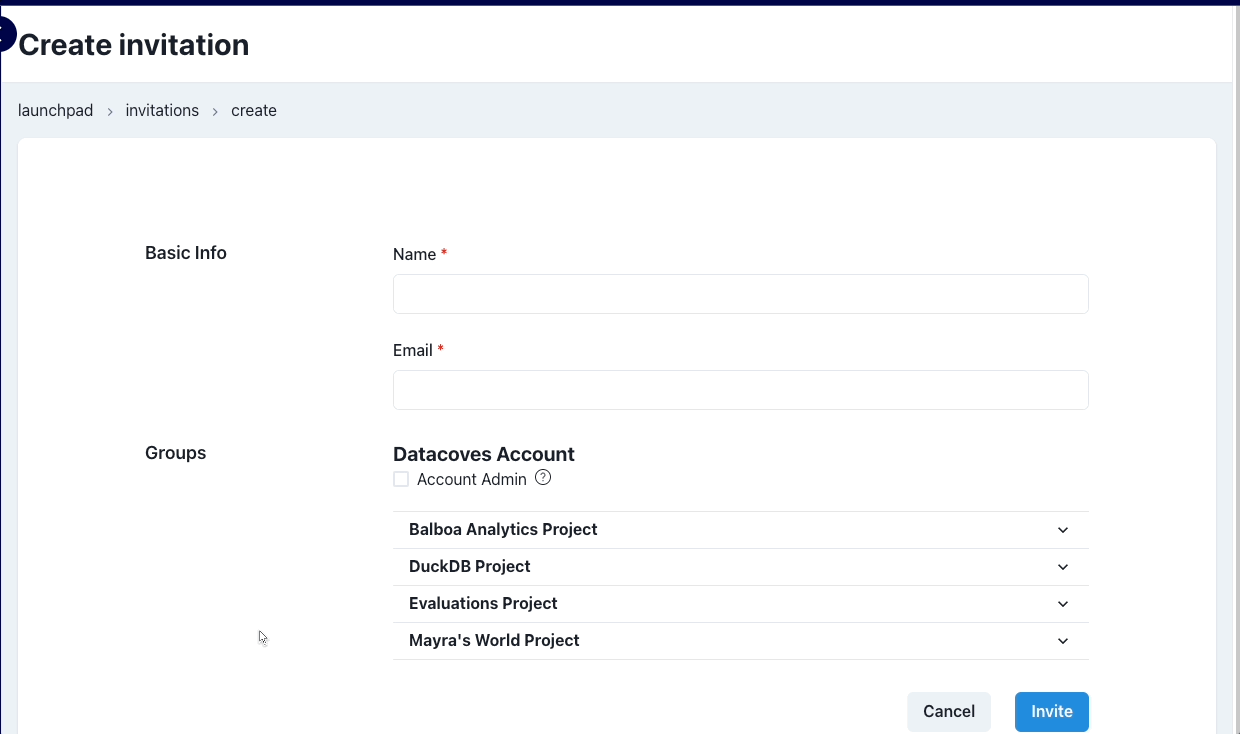 Create invitation
launchpad > invitations > create
Basic Info
Name *
Email *
Groups
Datacoves Account
Account Admin ?
Balboa Analytics Project
DuckDB Project
Evaluations Project
Mayra's World Project
Cancel Invite